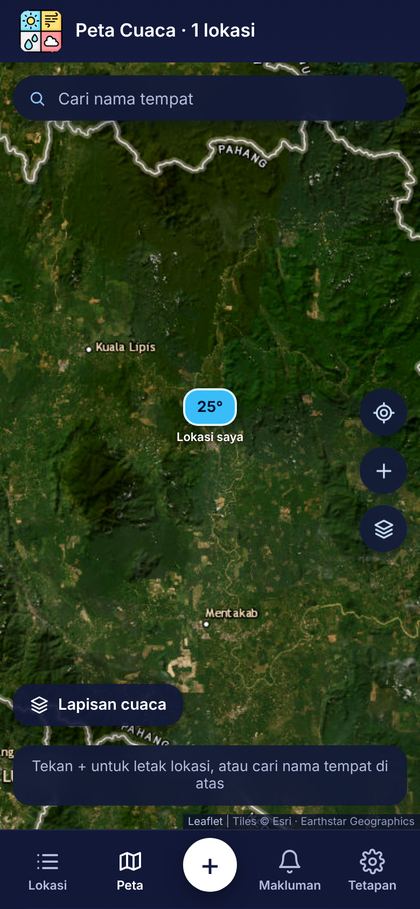 Peta Cuaca · 1 lokasi
Cari nama tempat
PAHANG
Kuala Lipis
25°
Lokasi saya
Mentakab
Lapisan cuaca
PAHANG
Tekan + untuk letak lokasi, atau cari nama tempat di
atas
Leaflet | Tiles © Esri · Earthstar Geographics
Lokasi
Peta
+
Makluman
Tetapan